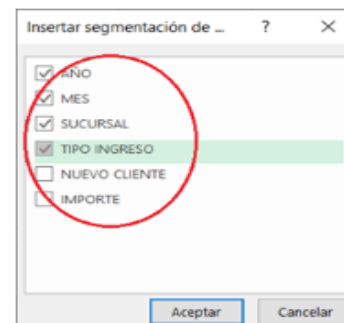 Insertar segmentación de ... ? ×
AÑO
MES
SUCURSAL
TIPO INGRESO
NUEVO CLIENTE
IMPORTE
Aceptar Cancelar